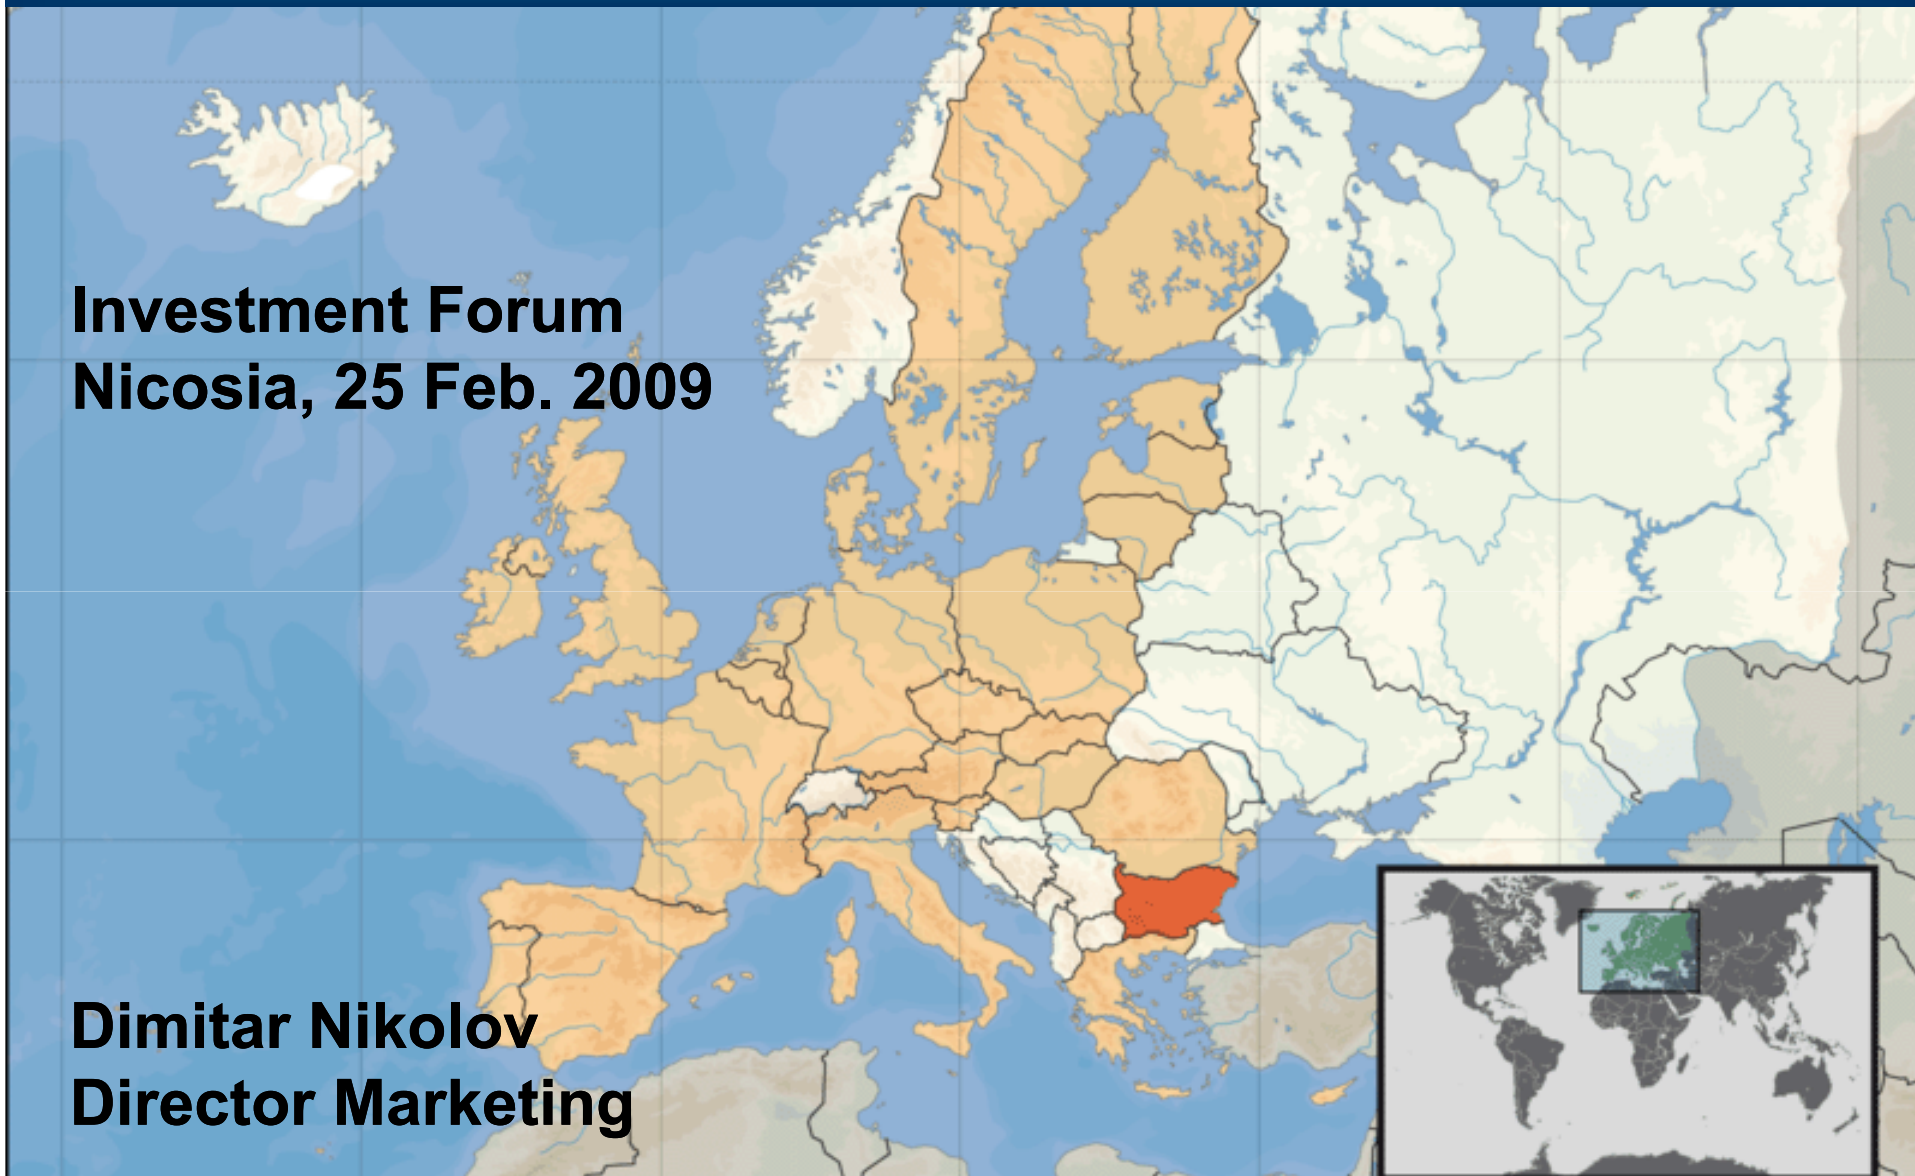 Investment Forum
Nicosia, 25 Feb. 2009
Dimitar Nikolov
Director Marketing